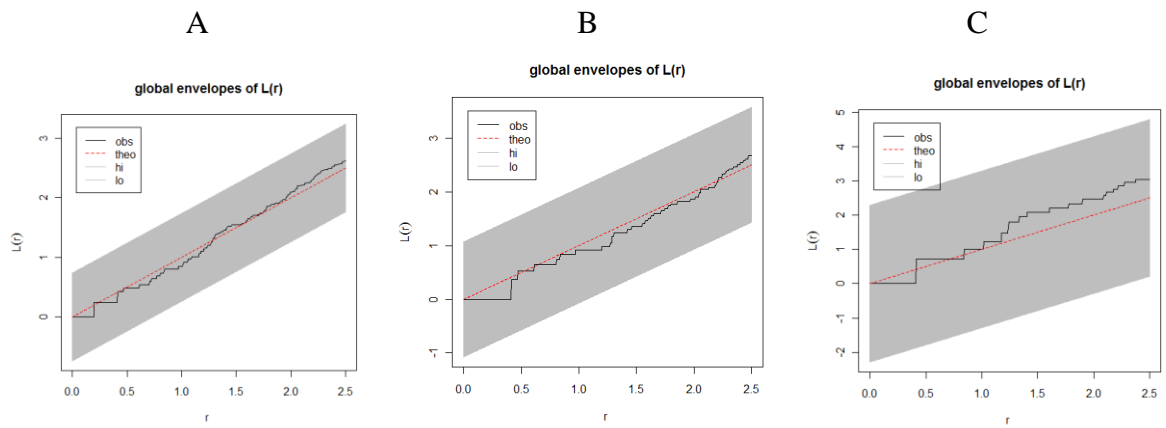 A
global envelopes of L(r)
obs
theo
hi
lo
L(r)
3
2
1
0
0.0 0.5 1.0 1.5 2.0 2.5
r
B
global envelopes of L(r)
obs
theo
hi
lo
L(r)
3
2
1
0
-1
0.0 0.5 1.0 1.5 2.0 2.5
r
C
global envelopes of L(r)
obs
theo
hi
lo
L(r)
5
4
3
2
1
0
-1
-2
0.0 0.5 1.0 1.5 2.0 2.5
r